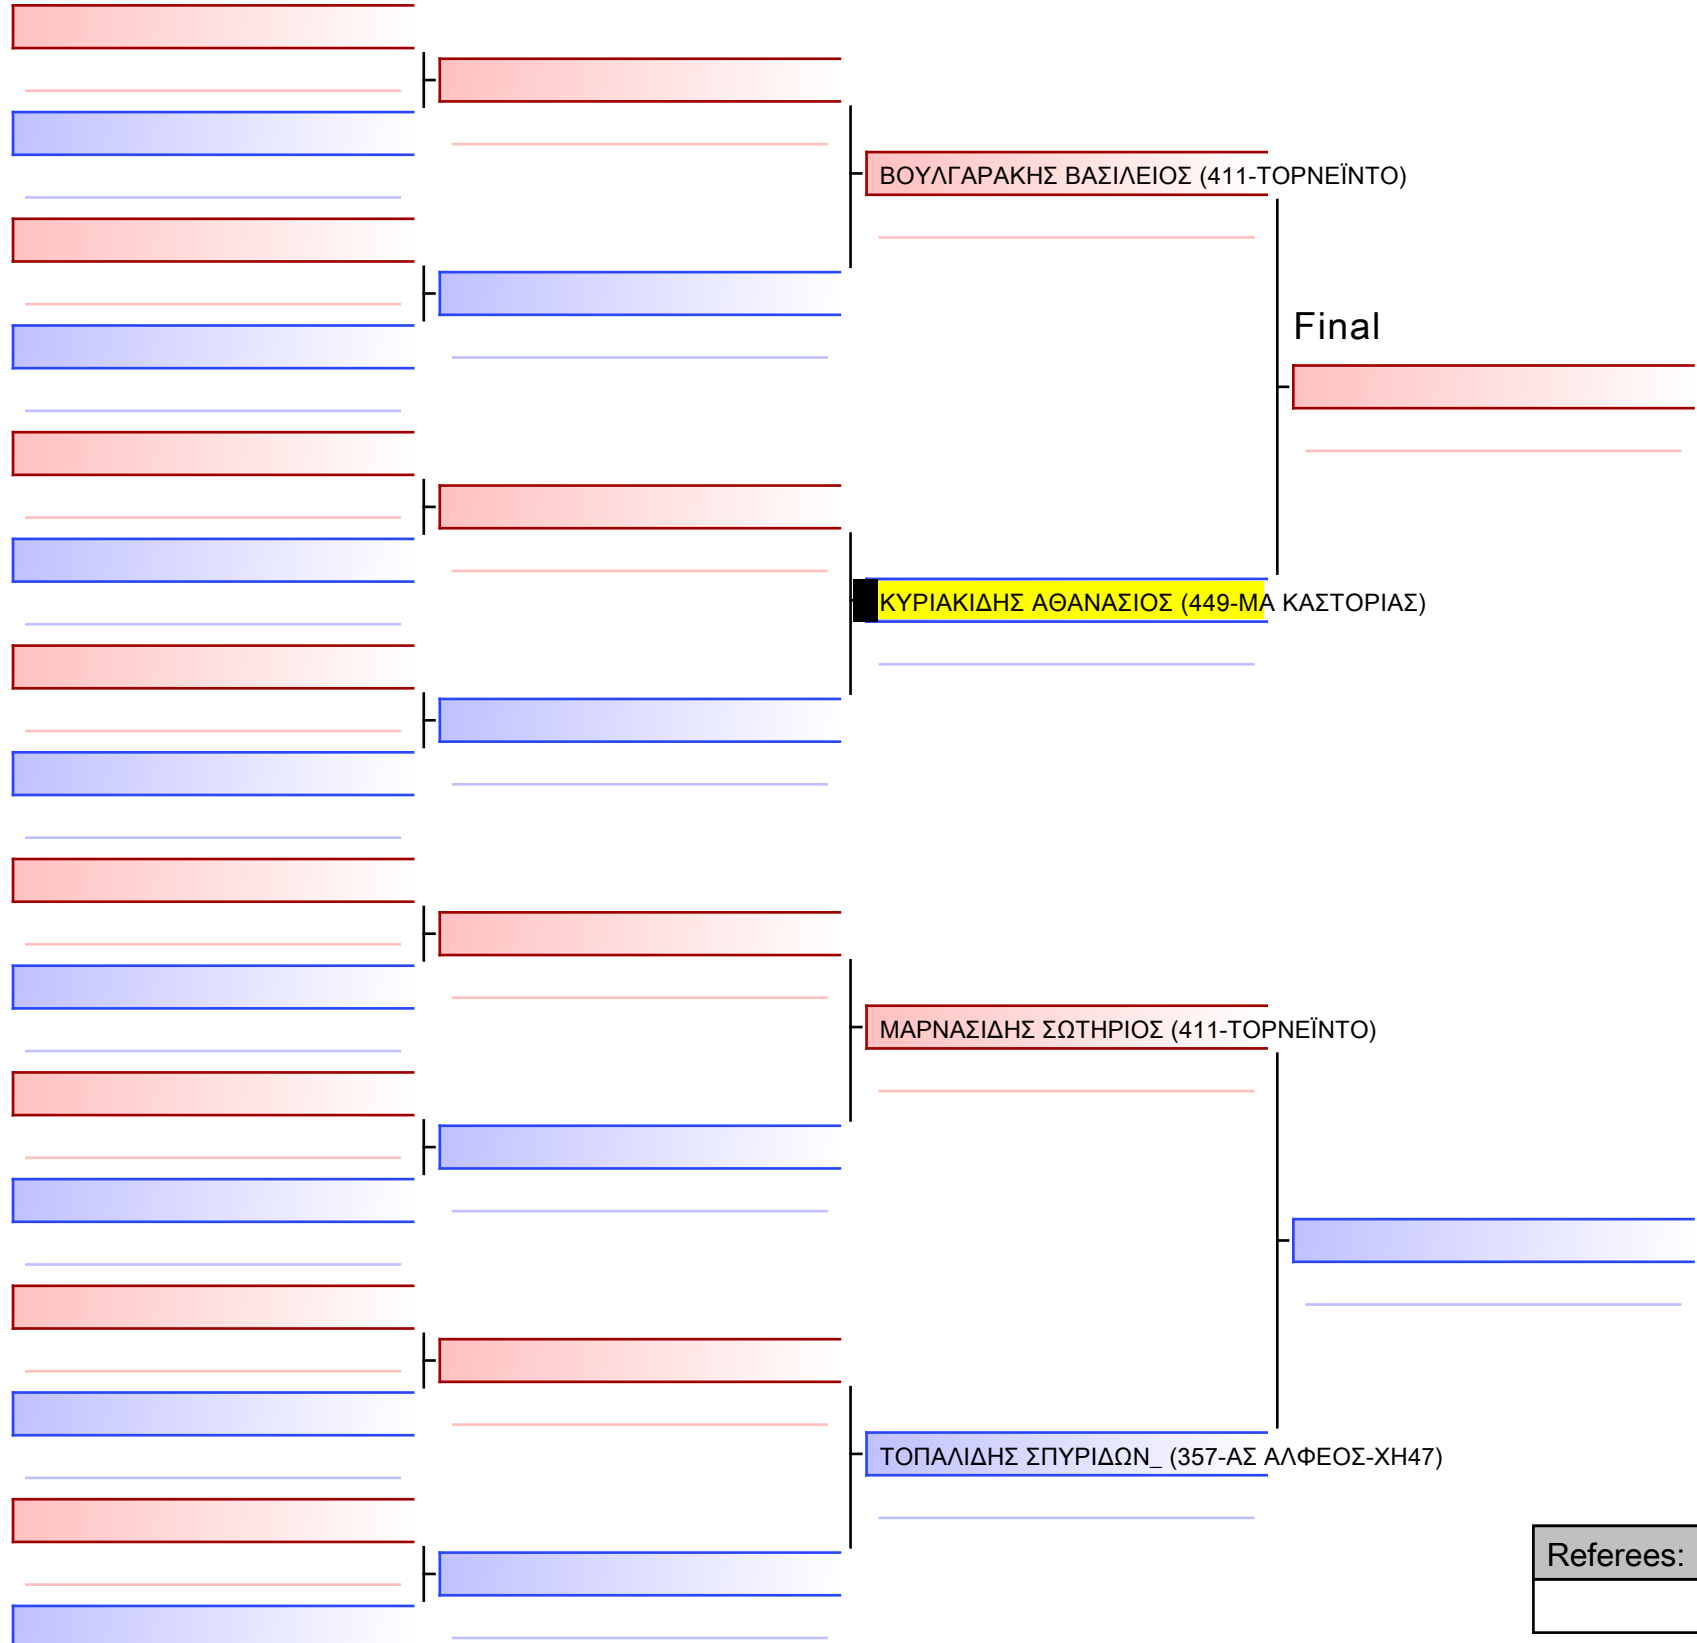 ΒΟΥΛΓΑΡΑΚΗΣ ΒΑΣΙΛΕΙΟΣ (411-ΤΟΡΝΕΪΝΤΟ)
Final
ΚΥΡΙΑΚΙΔΗΣ ΑΘΑΝΑΣΙΟΣ (449-ΜΑ ΚΑΣΤΟΡΙΑΣ)
ΜΑΡΝΑΣΙΔΗΣ ΣΩΤΗΡΙΟΣ (411-ΤΟΡΝΕΪΝΤΟ)
ΤΟΠΑΛΙΔΗΣ ΣΠΥΡΙΔΩΝ_ (357-ΑΣ ΑΛΦΕΟΣ-ΧΗ47)
Referees: